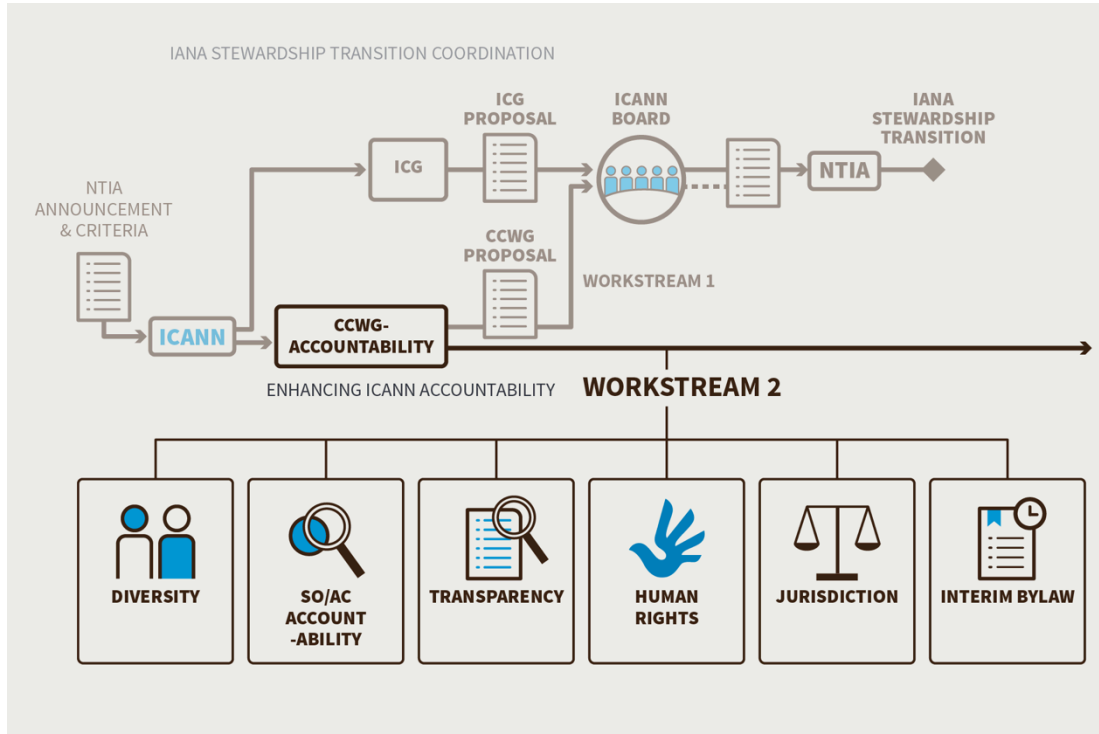 IANA STEWARDSHIP TRANSITION COORDINATION
ICG
PROPOSAL
ICANN
BOARD
IANA
STEWARDSHIP
TRANSITION
ICG
NTIA
NTIA
ANNOUNCEMENT
& CRITERIA
CCWG
PROPOSAL
WORKSTREAM 1
ICANN
CCWG-
ACCOUNTABILITY
ENHANCING ICANN ACCOUNTABILITY
WORKSTREAM 2
DIVERSITY
SO/AC
ACCOUNT
-ABILITY
TRANSPARENCY
HUMAN
RIGHTS
JURISDICTION
INTERIM BYLAW